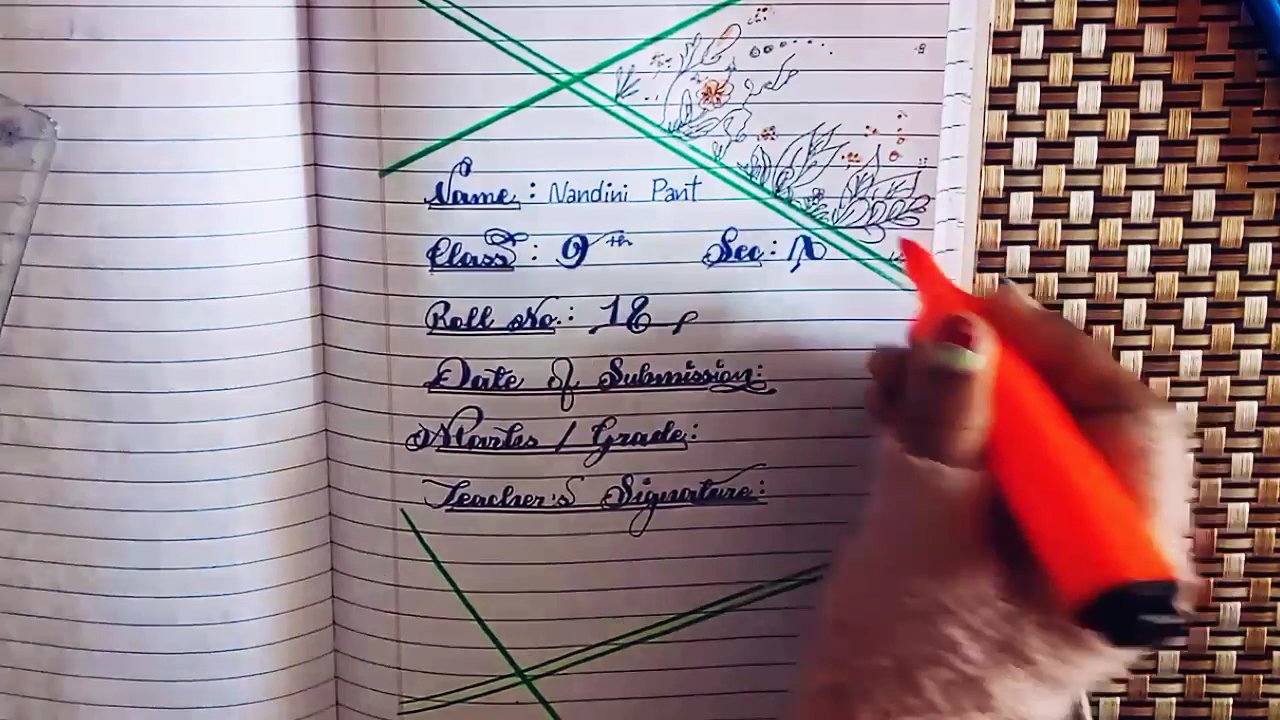 Name: Nandini Pant
Class: 9th Sec: A
Roll No.: 18
Date of Submission:
Marks / Grade:
Teacher's Signature: